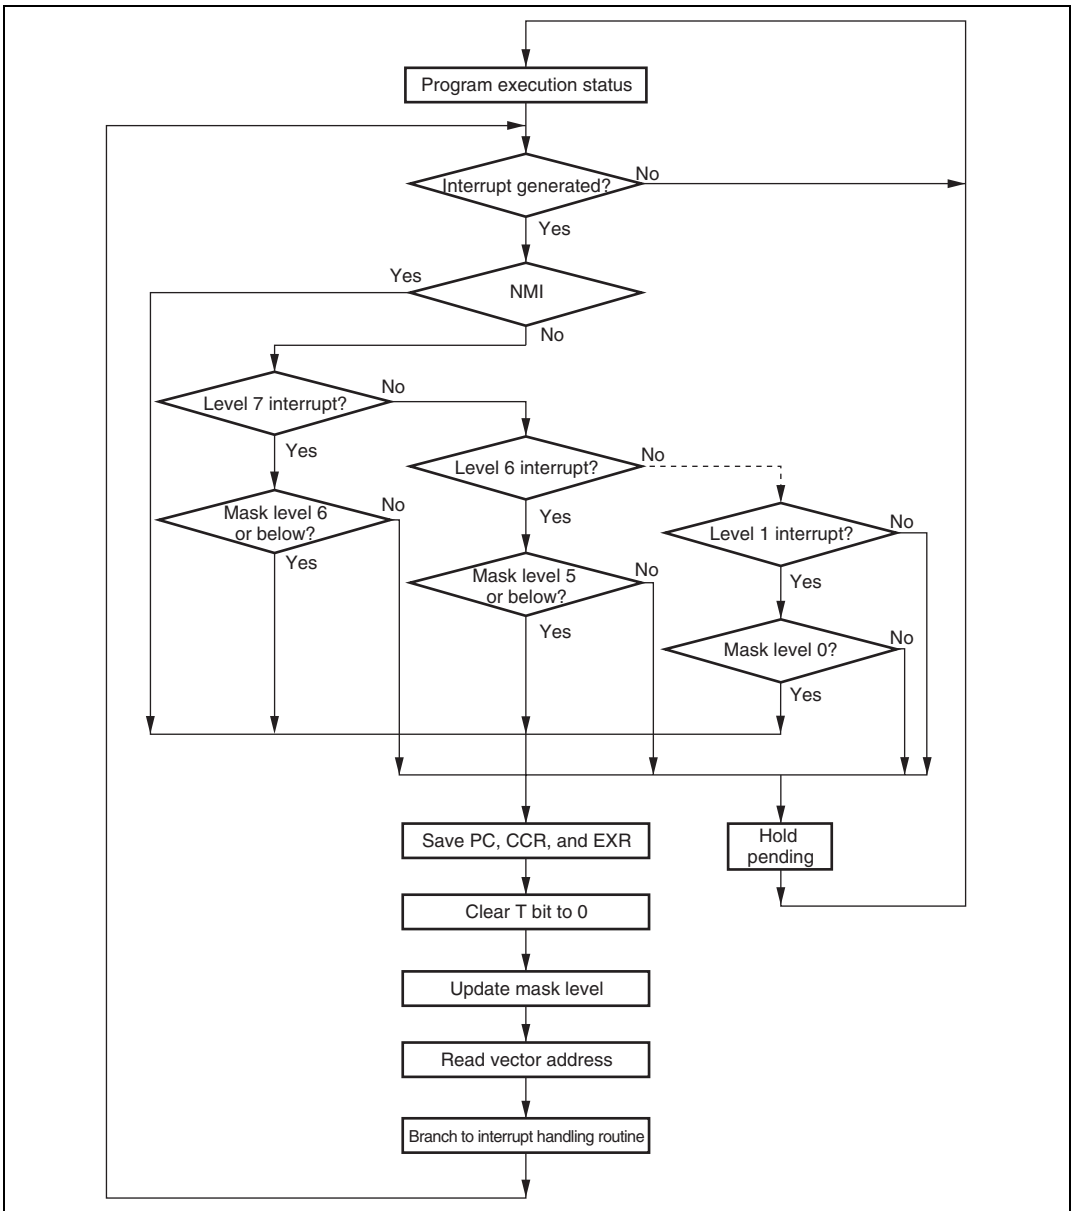 Program execution status
Interrupt generated?
No
Yes
Yes
NMI
No
Level 7 interrupt?
No
Yes
Level 6 interrupt?
No
Mask level 6
or below?
No
Yes
Yes
Level 1 interrupt?
No
Mask level 5
or below?
No
Yes
Yes
Mask level 0?
No
Yes
Save PC, CCR, and EXR
Hold
pending
Clear T bit to 0
Update mask level
Read vector address
Branch to interrupt handling routine